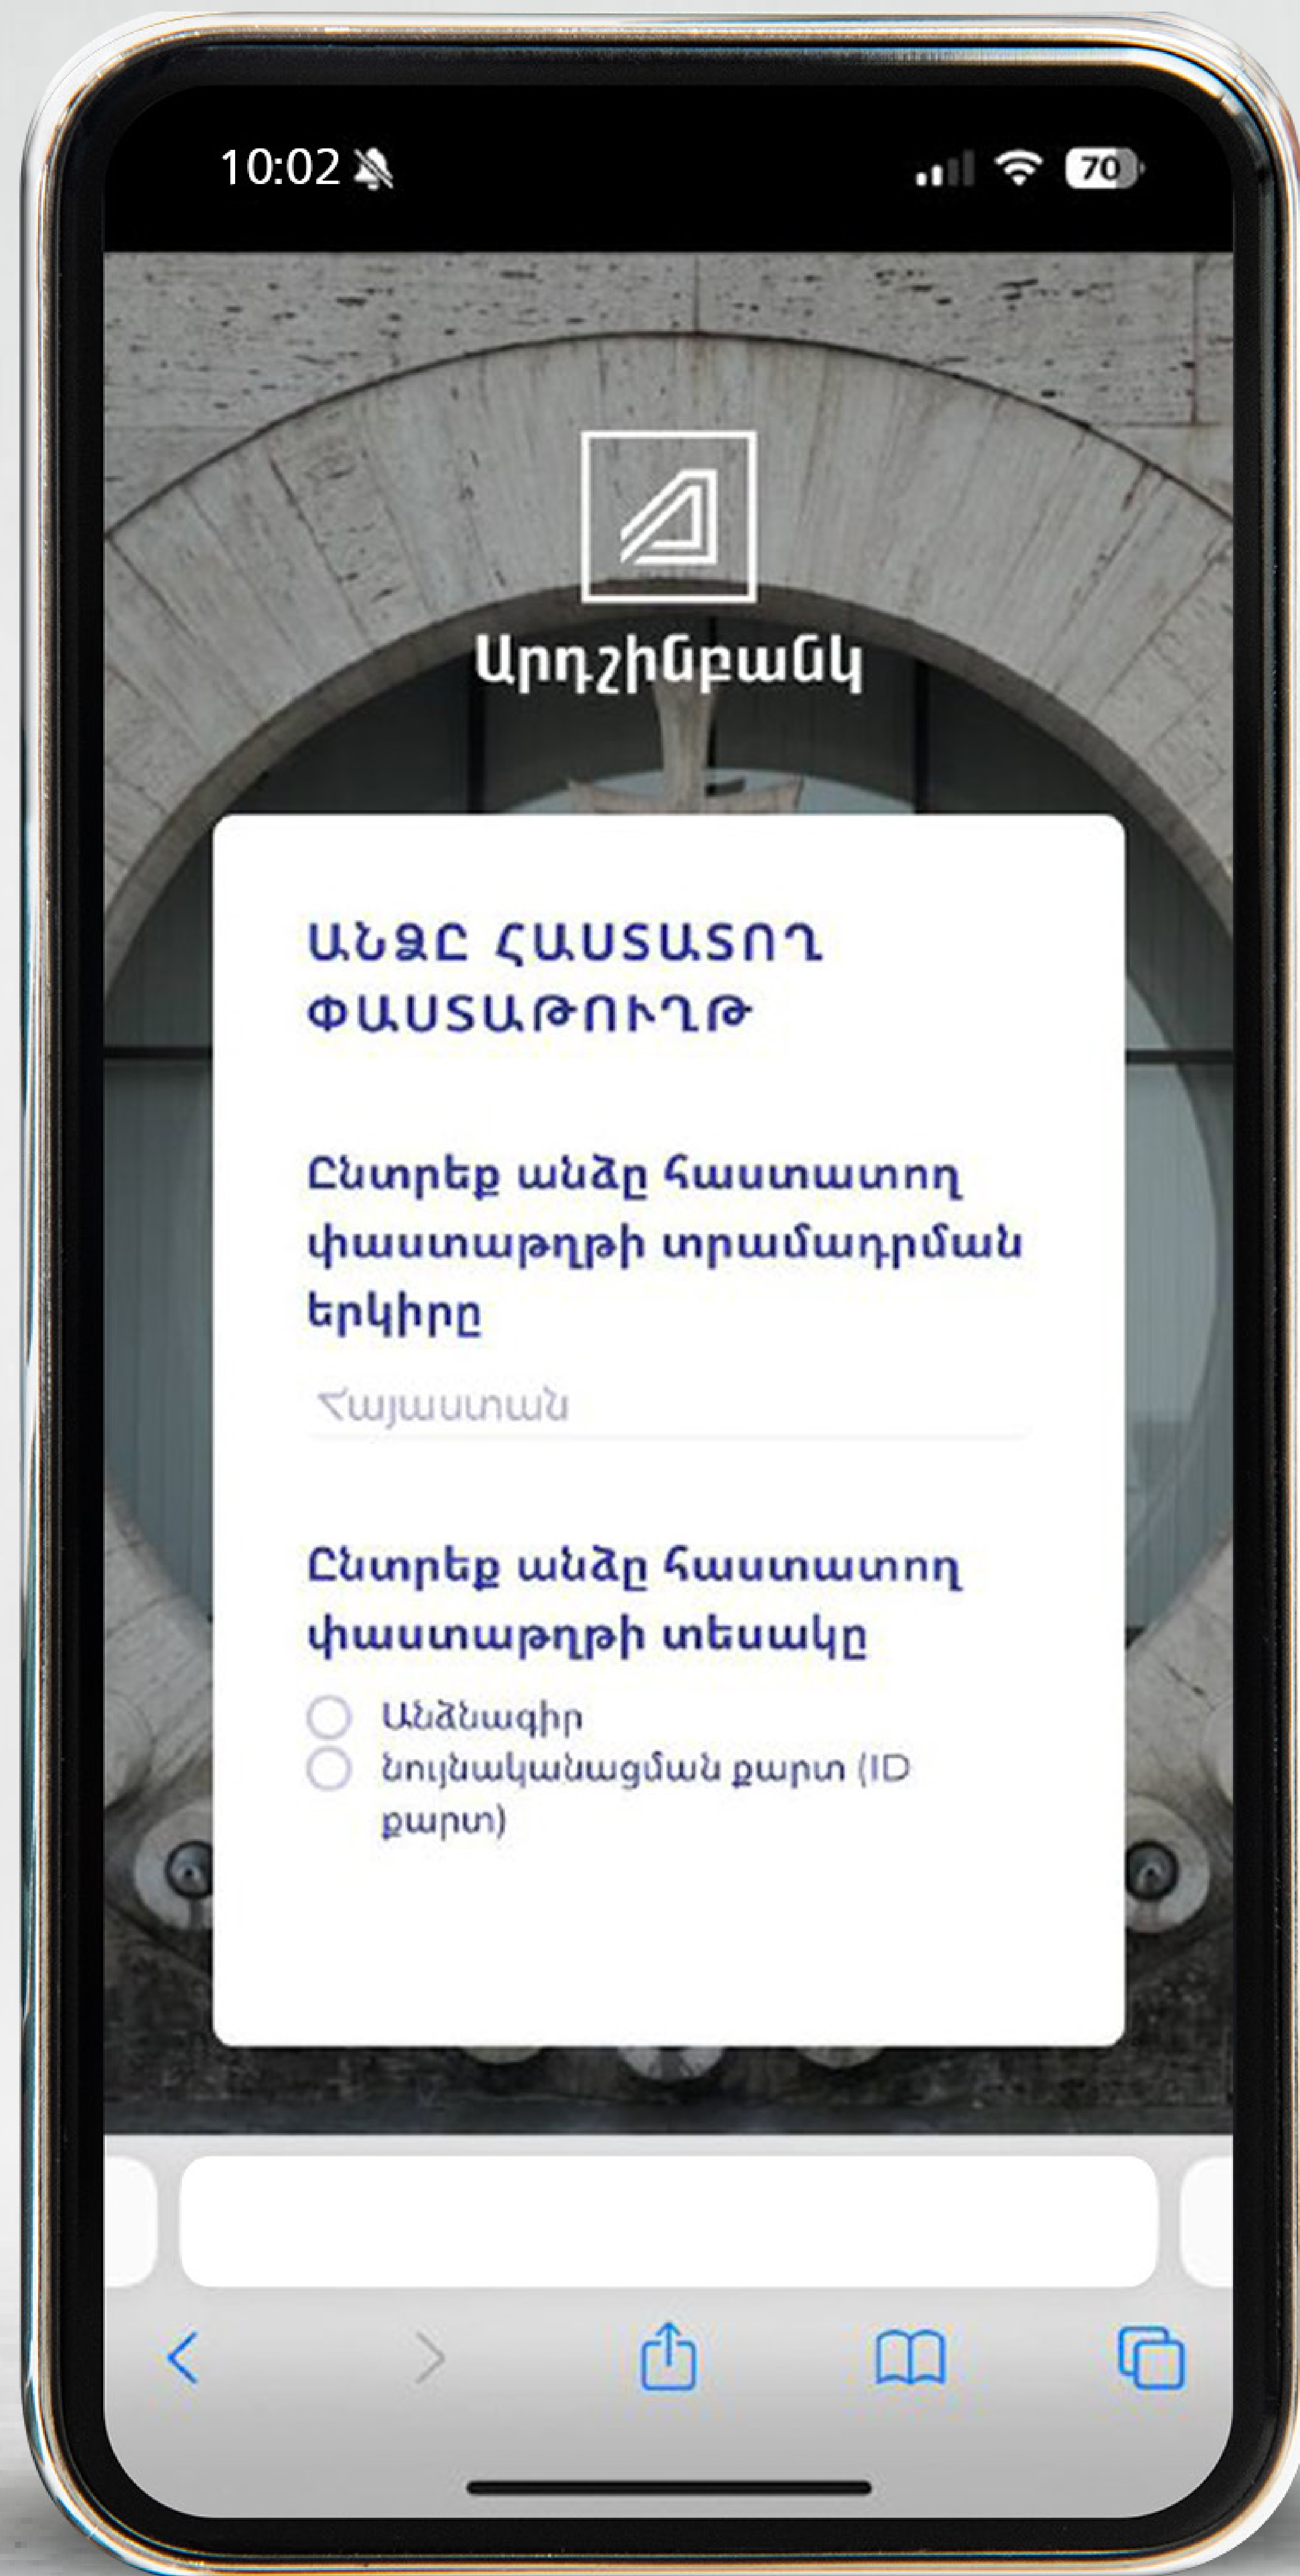 10:02
70
Արդշինբանկ
ԱՆՁԸ ՀԱՍՏԱՏՈՂ
ՓԱՍՏԱԹՈՒՂԹ
Ընտրեք անձը հաստատող
փաստաթղթի տրամադրման
երկիրը
Հայաստան
Ընտրեք անձը հաստատող
փաստաթղթի տեսակը
Անձնագիր
նույնականացման քարտ (ID
քարտ)